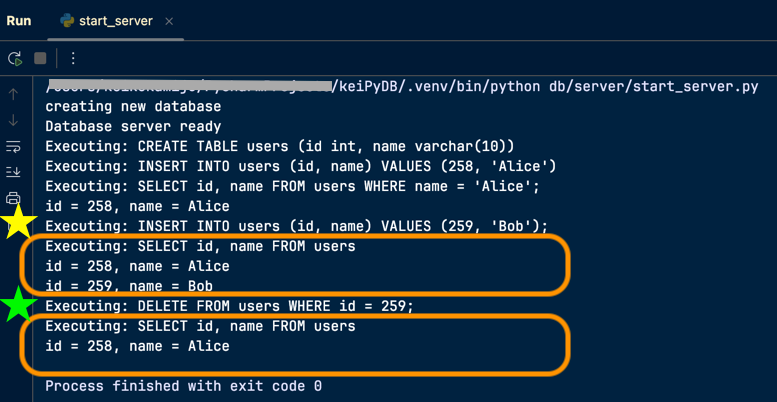 Run start_server
/keiPyDB/.venv/bin/python db/server/start_server.py
creating new database
Database server ready
Executing: CREATE TABLE users (id int, name varchar(10))
Executing: INSERT INTO users (id, name) VALUES (258, 'Alice')
Executing: SELECT id, name FROM users WHERE name = 'Alice';
id = 258, name = Alice
Executing: INSERT INTO users (id, name) VALUES (259, 'Bob');
Executing: SELECT id, name FROM users
id = 258, name = Alice
id = 259, name = Bob
Executing: DELETE FROM users WHERE id = 259;
Executing: SELECT id, name FROM users
id = 258, name = Alice
Process finished with exit code 0